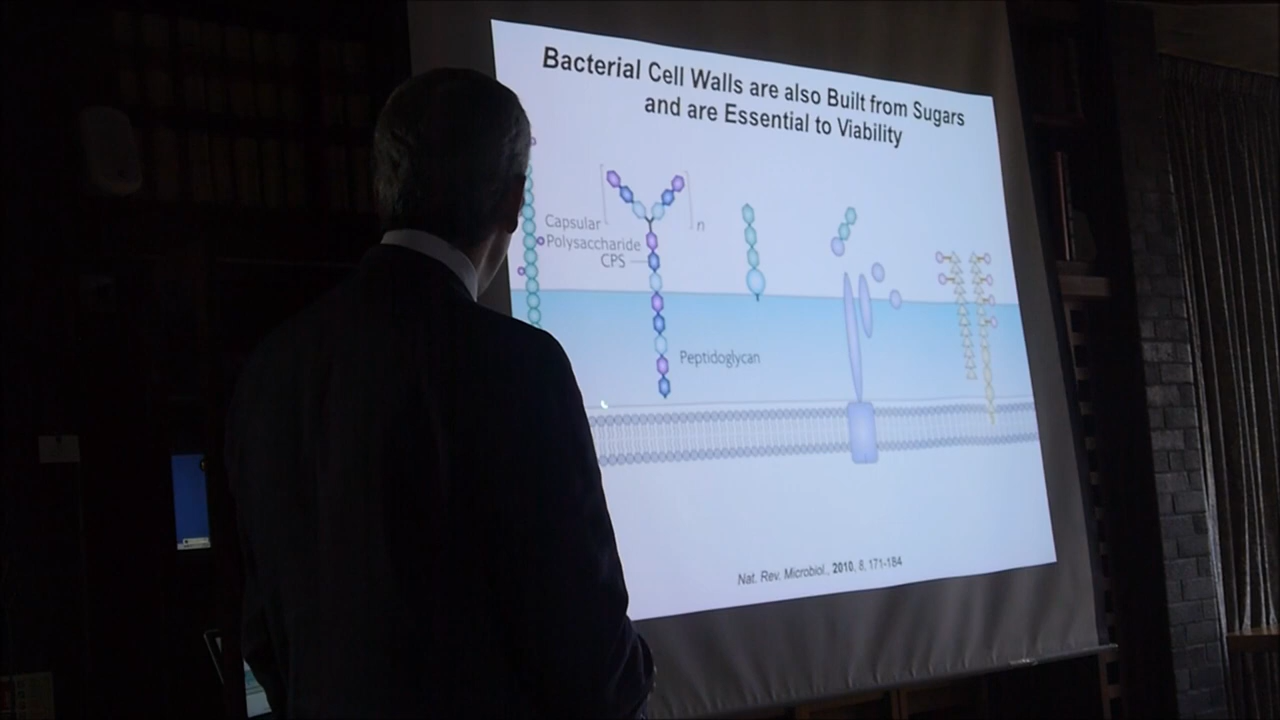 Bacterial Cell Walls are also Built from Sugars
and are Essential to Viability
Capsular
Polysaccharide
CPS
n
Peptidoglycan
Nat. Rev. Microbiol., 2010, 8, 171-184